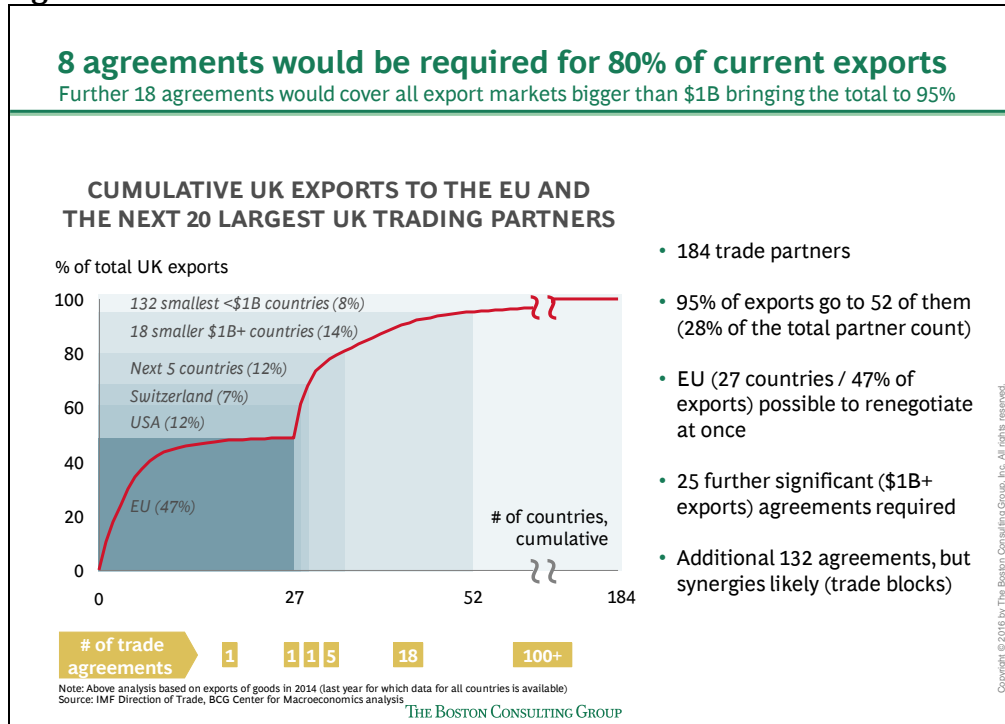 8 agreements would be required for 80% of current exports
Further 18 agreements would cover all export markets bigger than $1B bringing the total to 95%
CUMULATIVE UK EXPORTS TO THE EU AND
THE NEXT 20 LARGEST UK TRADING PARTNERS
% of total UK exports
100
80
60
40
20
0
132 smallest <$1B countries (8%)
18 smaller $1B+ countries (14%)
Next 5 countries (12%)
Switzerland (7%)
USA (12%)
EU (47%)
# of countries,
cumulative
0
27
52
184
# of trade
agreements
1
1
1
5
18
100+
• 184 trade partners
• 95% of exports go to 52 of them
(28% of the total partner count)
• EU (27 countries / 47% of
exports) possible to renegotiate
at once
• 25 further significant ($1B+
exports) agreements required
• Additional 132 agreements, but
synergies likely (trade blocks)
Note: Above analysis based on exports of goods in 2014 (last year for which data for all countries is available)
Source: IMF Direction of Trade, BCG Center for Macroeconomics analysis
THE BOSTON CONSULTING GROUP
Copyright © 2016 by The Boston Consulting Group, Inc. All rights reserved.